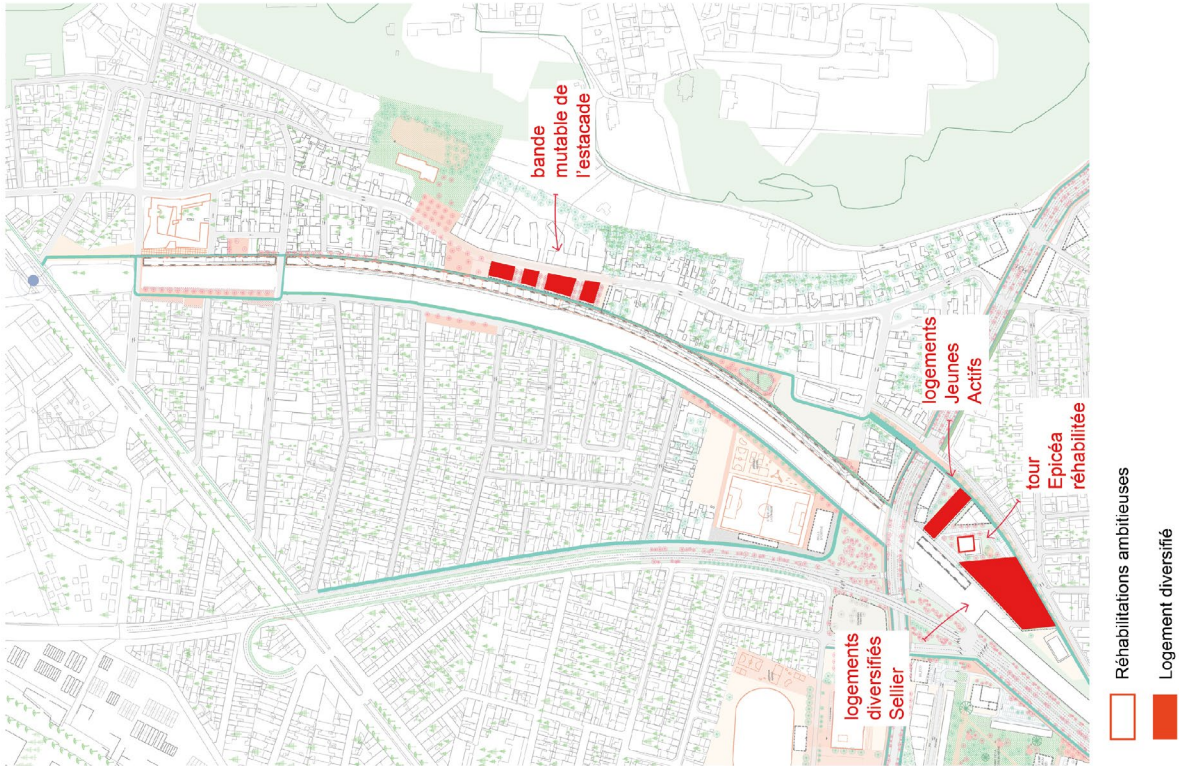 bande
mutable de
l'estacade
logements
Jeunes
Actifs
tour
Epicéa
réhabilitée
logements
diversifiés
Sellier
Réhabilitations ambitieuses
Logement diversifié